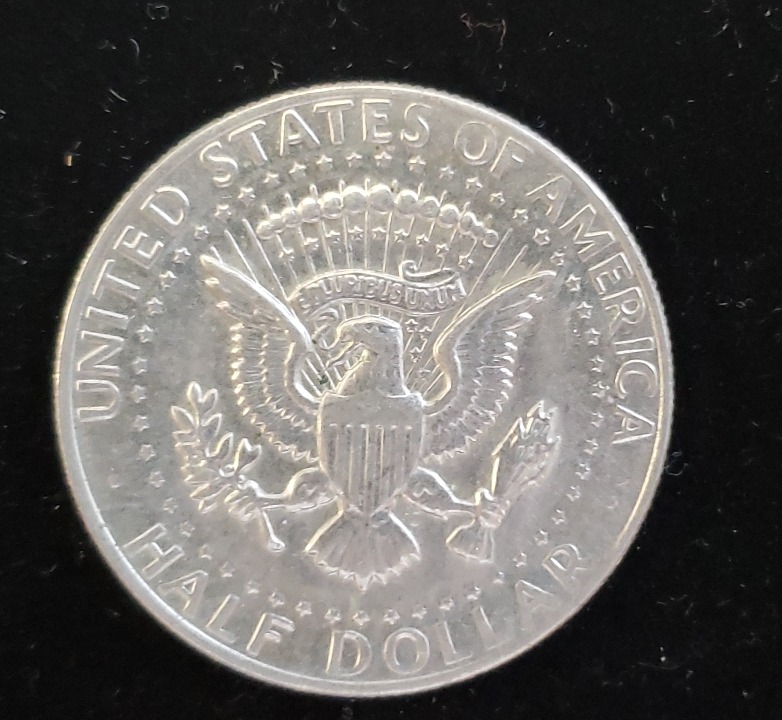 UNITED STATES OF AMERICA
E PLURIBUS UNUM
HALF DOLLAR